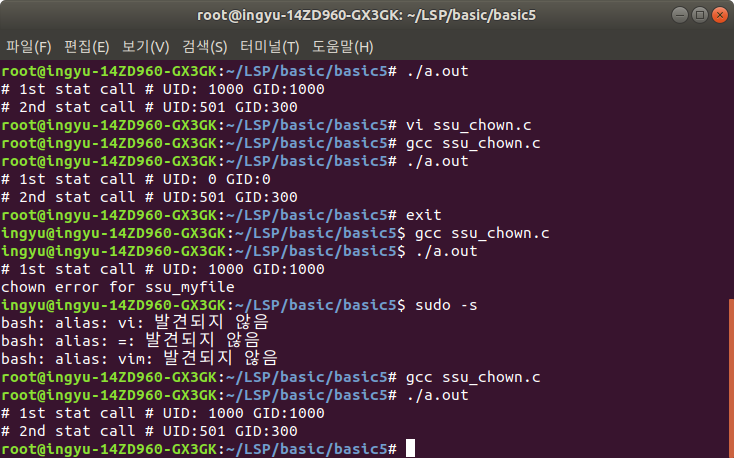 root@ingyu-14ZD960-GX3GK: ~/LSP/basic/basic5
파일(F) 편집(E) 보기(V) 검색(S) 터미널(T) 도움말(H)
root@ingyu-14ZD960-GX3GK:~/LSP/basic/basic5# ./a.out
# 1st stat call # UID: 1000 GID:1000
# 2nd stat call # UID:501 GID:300
root@ingyu-14ZD960-GX3GK:~/LSP/basic/basic5# vi ssu_chown.c
root@ingyu-14ZD960-GX3GK:~/LSP/basic/basic5# gcc ssu_chown.c
root@ingyu-14ZD960-GX3GK:~/LSP/basic/basic5# ./a.out
# 1st stat call # UID: 0 GID:0
# 2nd stat call # UID:501 GID:300
root@ingyu-14ZD960-GX3GK:~/LSP/basic/basic5# exit
ingyu@ingyu-14ZD960-GX3GK:~/LSP/basic/basic5$ gcc ssu_chown.c
ingyu@ingyu-14ZD960-GX3GK:~/LSP/basic/basic5$ ./a.out
# 1st stat call # UID: 1000 GID:1000
chown error for ssu_myfile
ingyu@ingyu-14ZD960-GX3GK:~/LSP/basic/basic5$ sudo -s
bash: alias: vi: 발견되지 않음
bash: alias: =: 발견되지 않음
bash: alias: vim: 발견되지 않음
root@ingyu-14ZD960-GX3GK:~/LSP/basic/basic5# gcc ssu_chown.c
root@ingyu-14ZD960-GX3GK:~/LSP/basic/basic5# ./a.out
# 1st stat call # UID: 1000 GID:1000
# 2nd stat call # UID:501 GID:300
root@ingyu-14ZD960-GX3GK:~/LSP/basic/basic5#